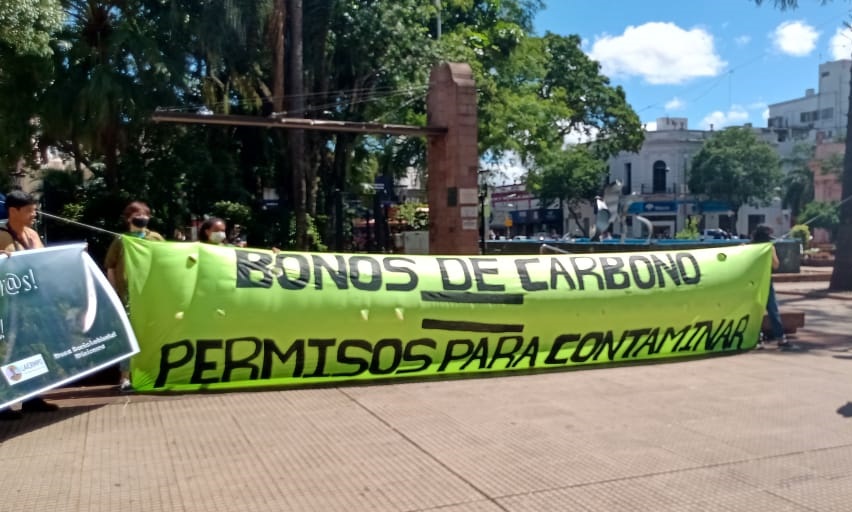 BONOS DE CARBONO
=
PERMISOS PARA CONTAMINAR
r@s!